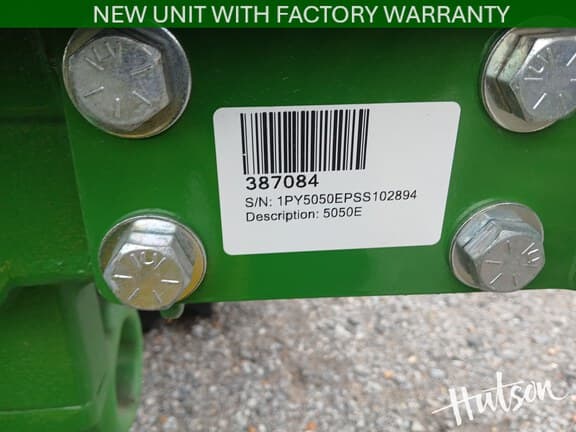 NEW UNIT WITH FACTORY WARRANTY
387084
S/N: 1PY5050EPSS102894
Description: 5050E
Hutson